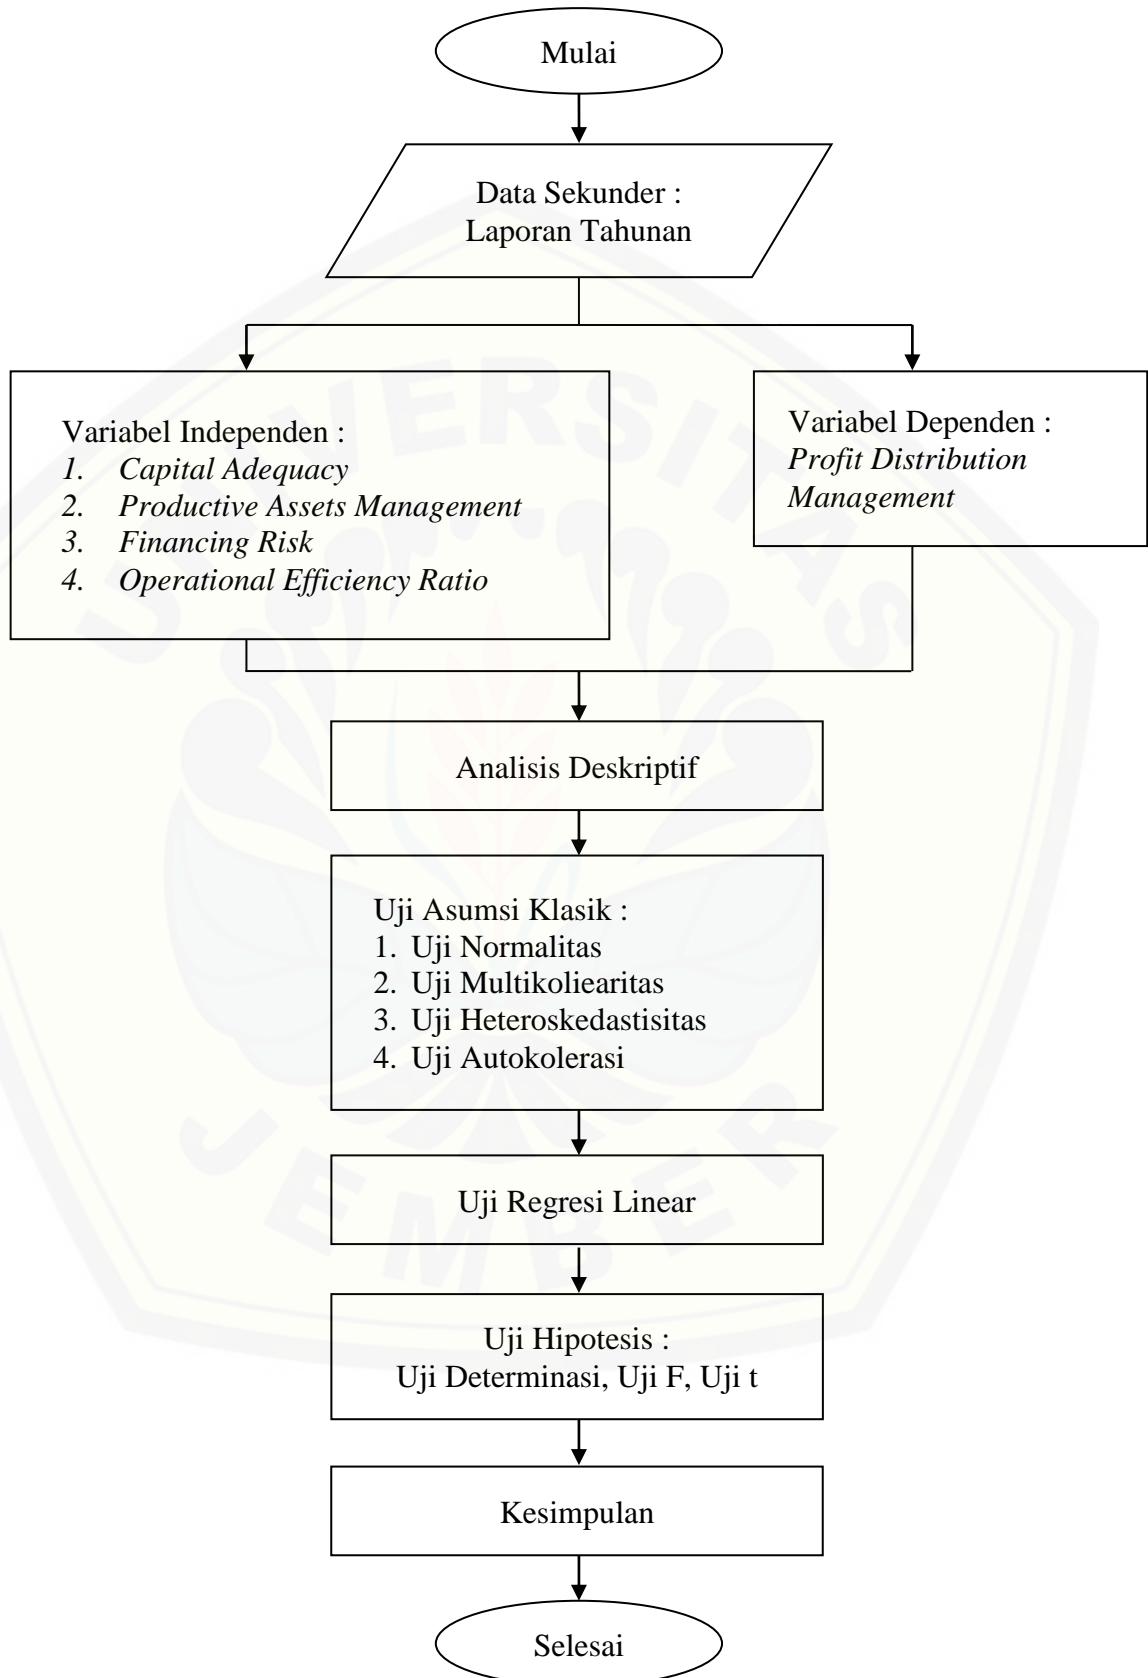 Mulai
Data Sekunder :
Laporan Tahunan
Variabel Independen :
1. Capital Adequacy
2. Productive Assets Management
3. Financing Risk
4. Operational Efficiency Ratio
Variabel Dependen :
Profit Distribution
Management
Analisis Deskriptif
Uji Asumsi Klasik :
1. Uji Normalitas
2. Uji Multikoliearitas
3. Uji Heteroskedastisitas
4. Uji Autokolerasi
Uji Regresi Linear
Uji Hipotesis :
Uji Determinasi, Uji F, Uji t
Kesimpulan
Selesai
UNIVERSITAS
JEMBER